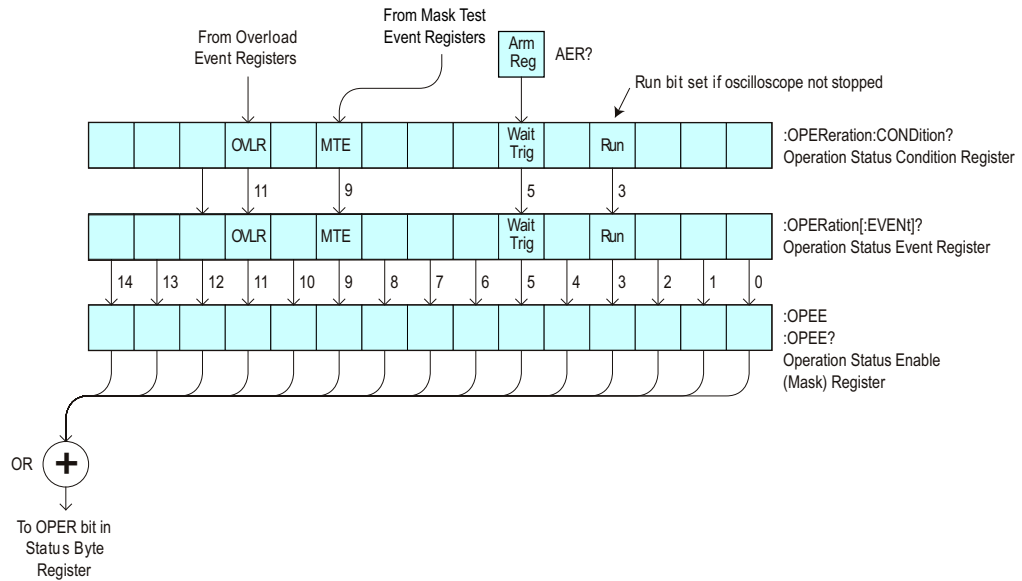 From Mask Test
Event Registers
From Overload
Event Registers
Arm
Reg
AER?
Run bit set if oscilloscope not stopped
OVLR
MTE
Wait
Trig
Run
:OPEReration:CONDition?
Operation Status Condition Register
11
9
5
3
OVLR
MTE
Wait
Trig
Run
:OPERation[:EVENt]?
Operation Status Event Register
14
13
12
11
10
9
8
7
6
5
4
3
2
1
0
:OPEE
:OPEE?
Operation Status Enable
(Mask) Register
OR
+
To OPER bit in
Status Byte
Register